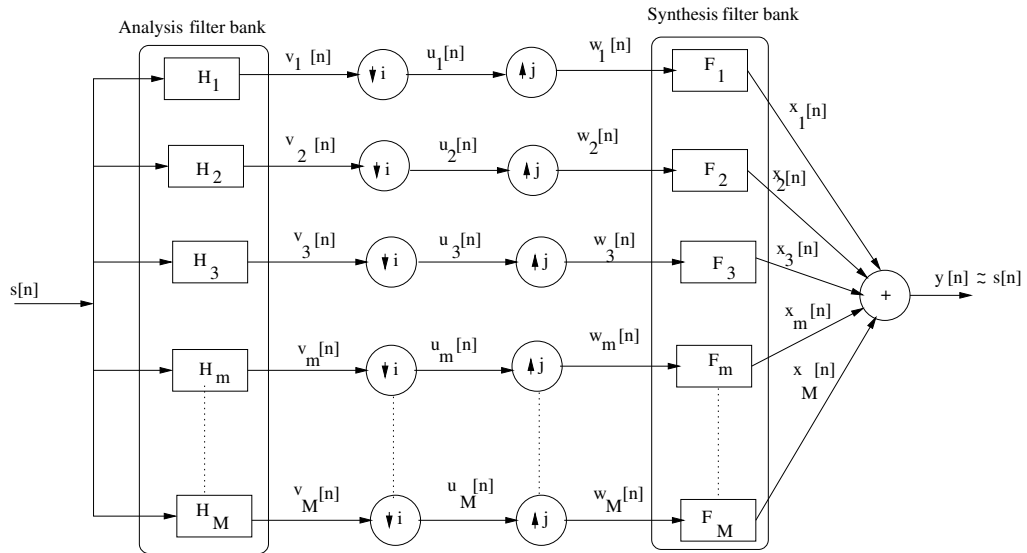 Analysis filter bank
Synthesis filter bank
H1 v1[n] ↓i u1[n] ↑j w1[n] F1 x1[n]
H2 v2[n] ↓i u2[n] ↑j w2[n] F2 x2[n]
H3 v3[n] ↓i u3[n] ↑j w3[n] F3 x3[n]
s[n] + y[n] ≈ s[n]
Hm vm[n] ↓i um[n] ↑j wm[n] Fm xm[n]
HM vM[n] ↓i uM[n] ↑j wM[n] FM xM[n]